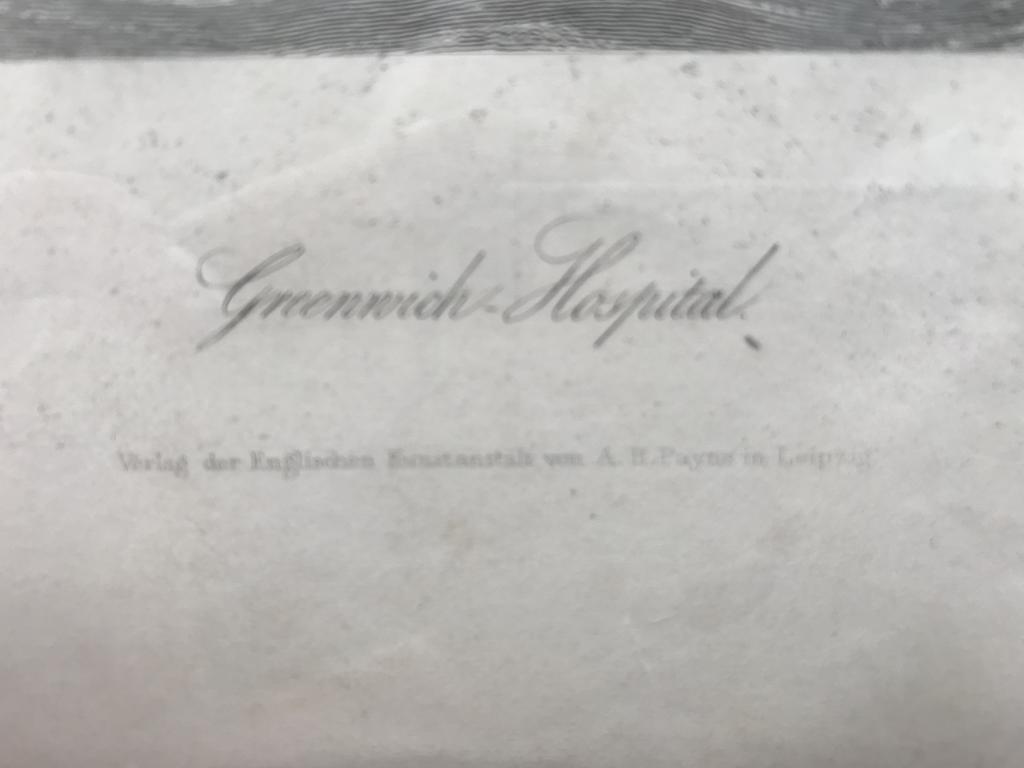 Greenwich-Hospital.
Verlag der Englischen Kunstanstalt von A. H. Payne in Leipzig